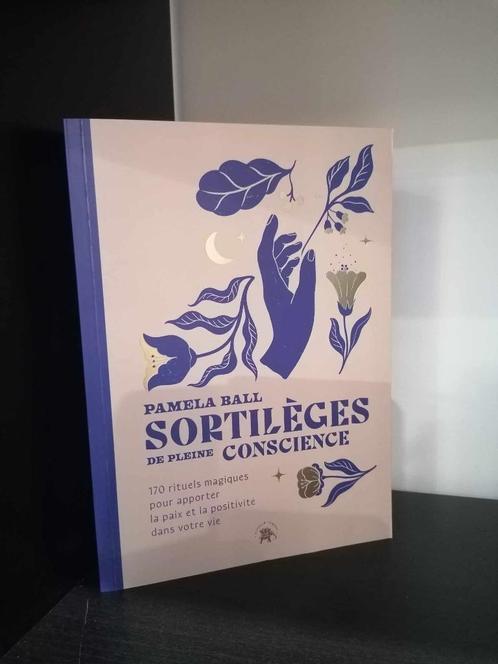 PAMELA BALL
SORTILÈGES
DE PLEINE CONSCIENCE
170 rituels magiques
pour apporter
la paix et la positivité
dans votre vie